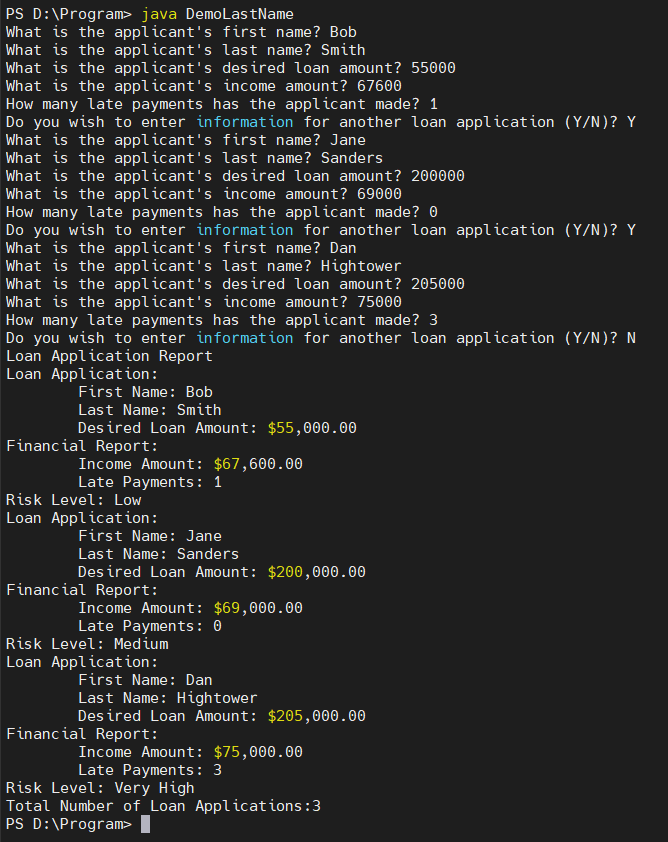 PS D:\Program> java DemoLastName
What is the applicant's first name? Bob
What is the applicant's last name? Smith
What is the applicant's desired loan amount? 55000
What is the applicant's income amount? 67600
How many late payments has the applicant made? 1
Do you wish to enter information for another loan application (Y/N)? Y
What is the applicant's first name? Jane
What is the applicant's last name? Sanders
What is the applicant's desired loan amount? 200000
What is the applicant's income amount? 69000
How many late payments has the applicant made? 0
Do you wish to enter information for another loan application (Y/N)? Y
What is the applicant's first name? Dan
What is the applicant's last name? Hightower
What is the applicant's desired loan amount? 205000
What is the applicant's income amount? 75000
How many late payments has the applicant made? 3
Do you wish to enter information for another loan application (Y/N)? N
Loan Application Report
Loan Application:
        First Name: Bob
        Last Name: Smith
        Desired Loan Amount: $55,000.00
Financial Report:
        Income Amount: $67,600.00
        Late Payments: 1
Risk Level: Low
Loan Application:
        First Name: Jane
        Last Name: Sanders
        Desired Loan Amount: $200,000.00
Financial Report:
        Income Amount: $69,000.00
        Late Payments: 0
Risk Level: Medium
Loan Application:
        First Name: Dan
        Last Name: Hightower
        Desired Loan Amount: $205,000.00
Financial Report:
        Income Amount: $75,000.00
        Late Payments: 3
Risk Level: Very High
Total Number of Loan Applications:3
PS D:\Program>